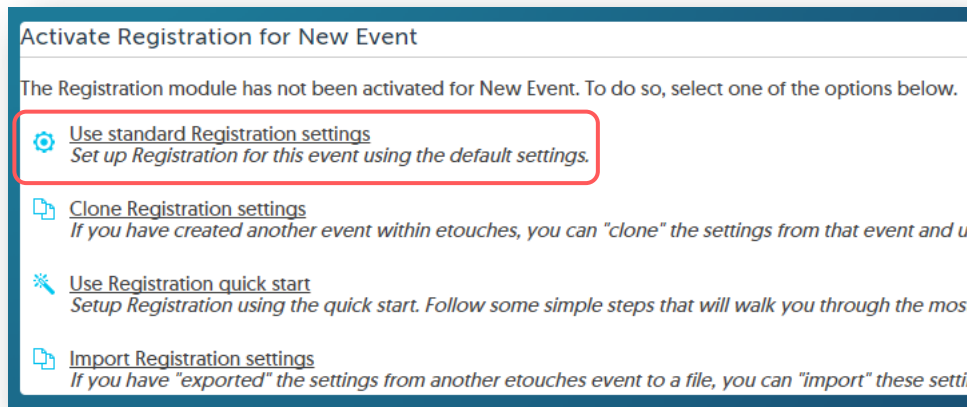 Activate Registration for New Event
The Registration module has not been activated for New Event. To do so, select one of the options below.
Use standard Registration settings
Set up Registration for this event using the default settings.
Clone Registration settings
If you have created another event within etouches, you can "clone" the settings from that event and u
Use Registration quick start
Setup Registration using the quick start. Follow some simple steps that will walk you through the mos
Import Registration settings
If you have "exported" the settings from another etouches event to a file, you can "import" these setti